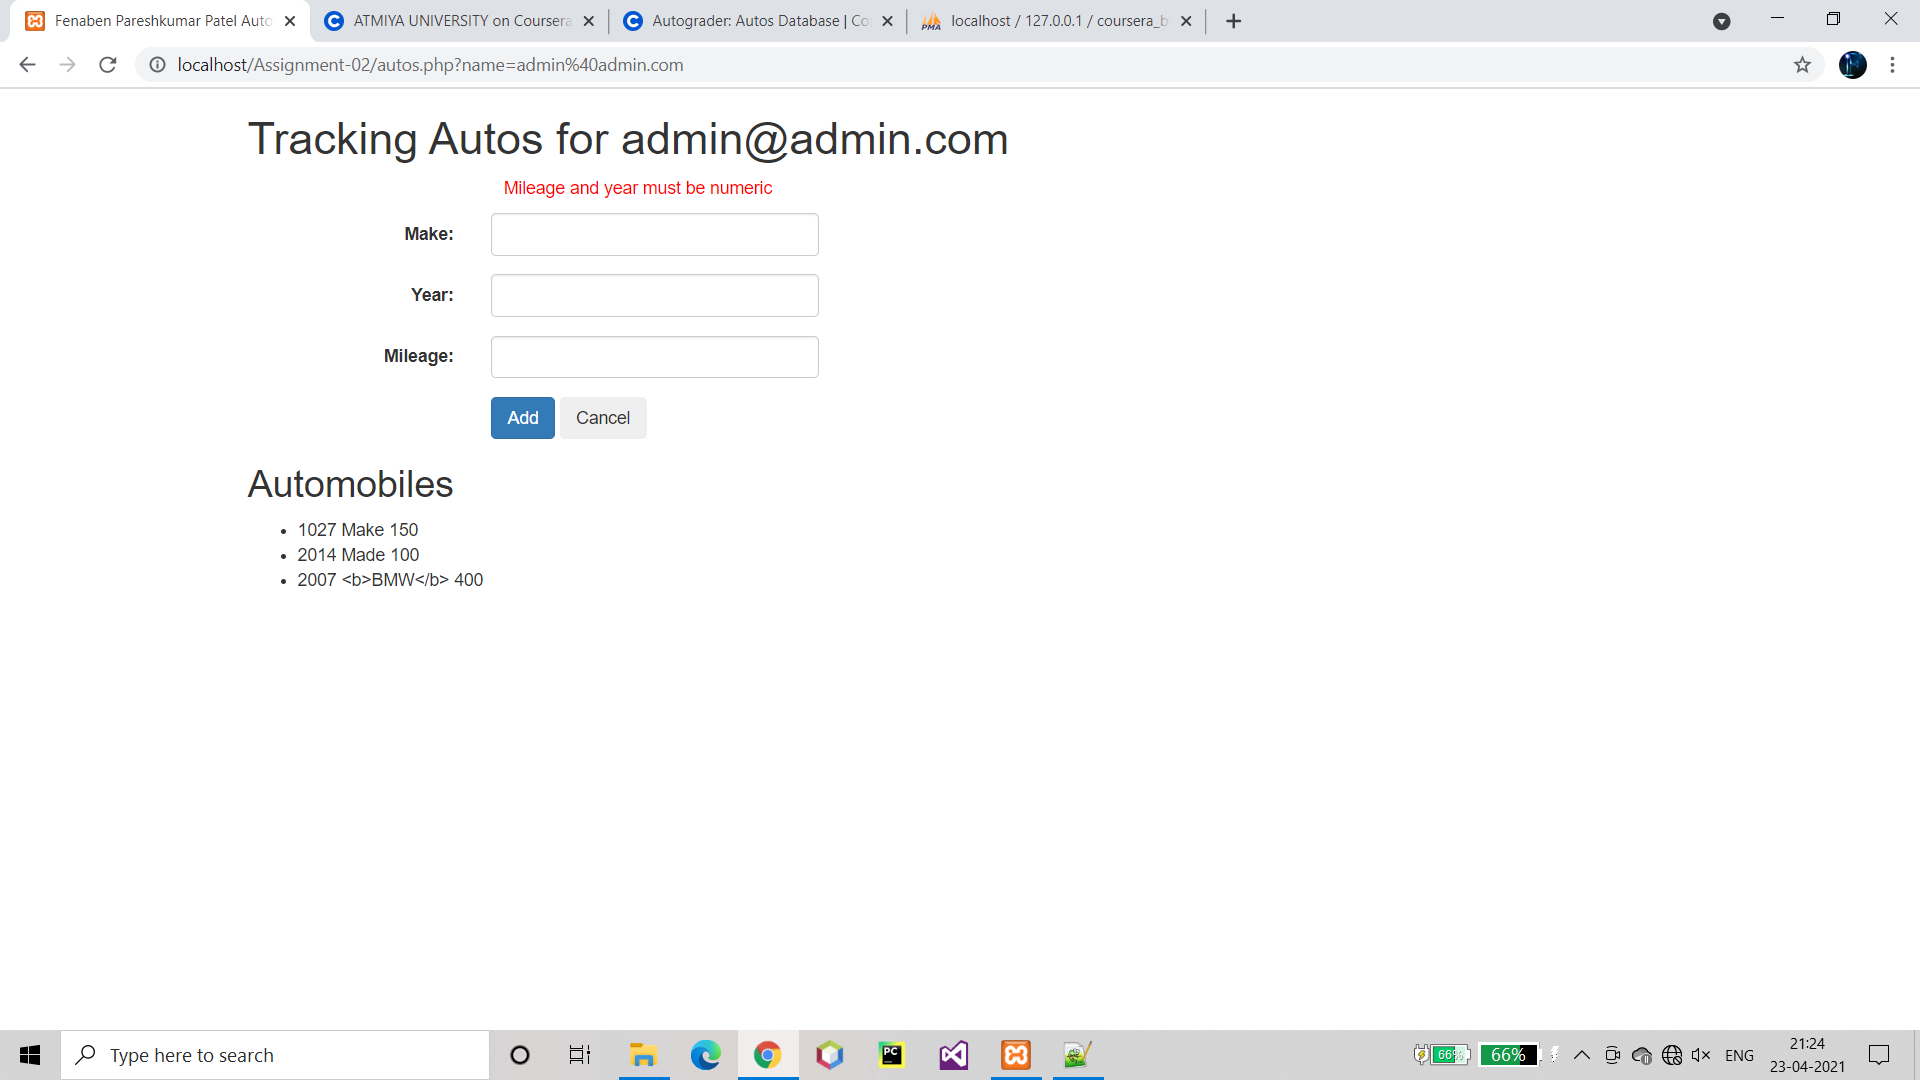 Fenaben Pareshkumar Patel Auto
ATMIYA UNIVERSITY on Coursera
Autograder: Autos Database | Co
PMA
localhost / 127.0.0.1 / coursera_b
localhost/Assignment-02/autos.php?name=admin%40admin.com
Tracking Autos for admin@admin.com
Mileage and year must be numeric
Make:
Year:
Mileage:
Add Cancel
Automobiles
• 1027 Make 150
• 2014 Made 100
• 2007 <b>BMW</b> 400
Type here to search
PC
66%
66%
ENG
21:24
23-04-2021